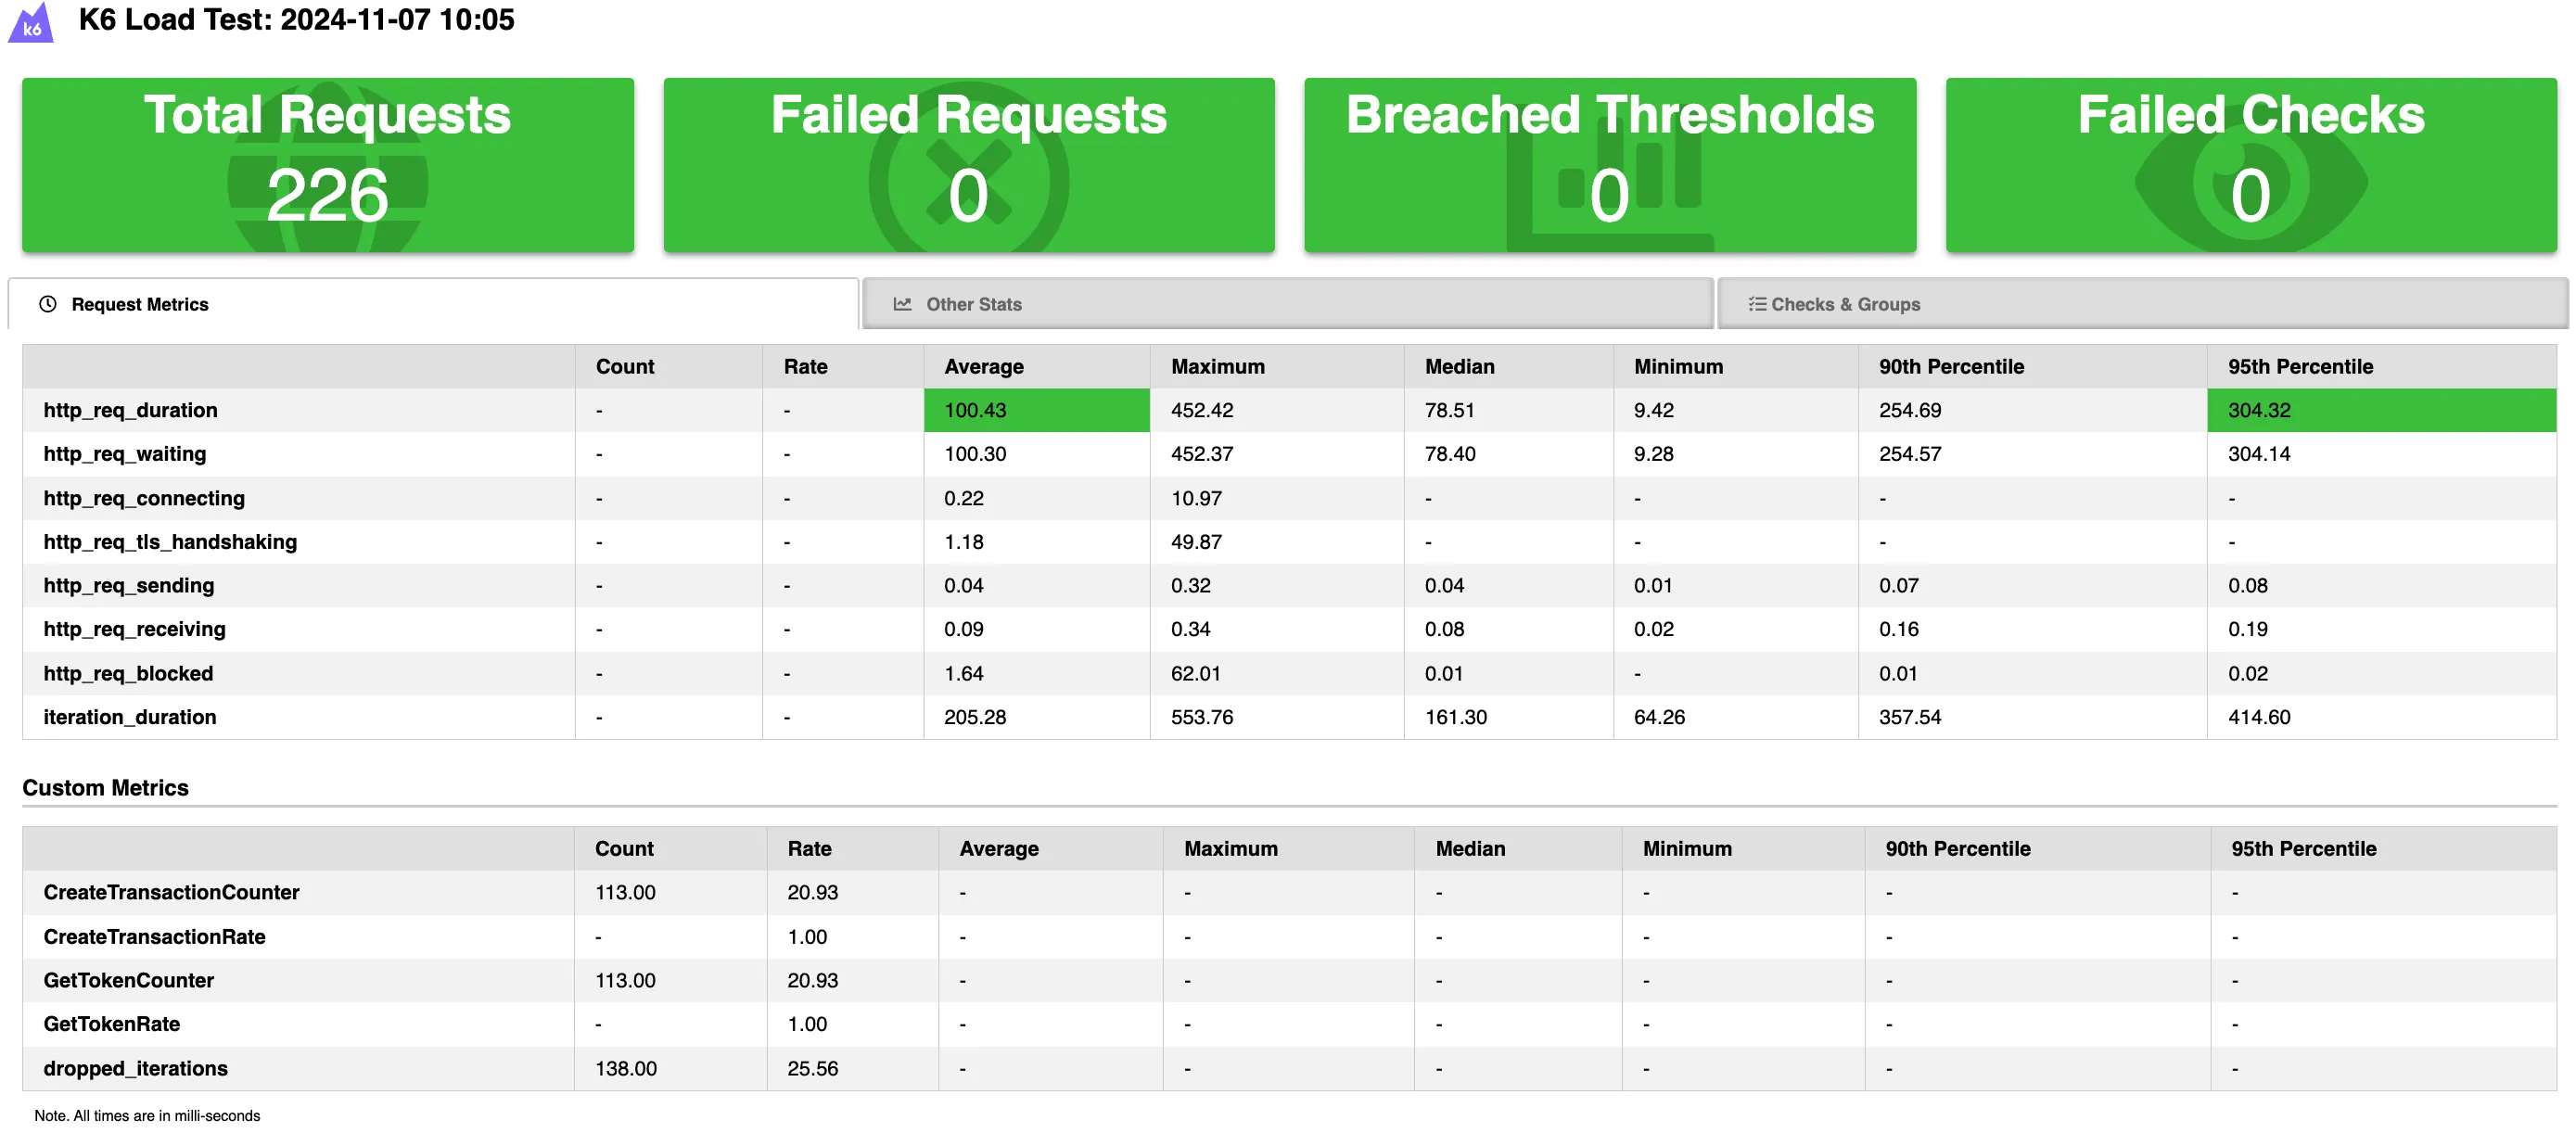 k6 K6 Load Test: 2024-11-07 10:05
Total Requests Failed Requests Breached Thresholds Failed Checks
226 0 0 0
Request Metrics Other Stats Checks & Groups
Count Rate Average Maximum Median Minimum 90th Percentile 95th Percentile
http_req_duration - - 100.43 452.42 78.51 9.42 254.69 304.32
http_req_waiting - - 100.30 452.37 78.40 9.28 254.57 304.14
http_req_connecting - - 0.22 10.97 - - - -
http_req_tls_handshaking - - 1.18 49.87 - - - -
http_req_sending - - 0.04 0.32 0.04 0.01 0.07 0.08
http_req_receiving - - 0.09 0.34 0.08 0.02 0.16 0.19
http_req_blocked - - 1.64 62.01 0.01 - 0.01 0.02
iteration_duration - - 205.28 553.76 161.30 64.26 357.54 414.60
Custom Metrics
Count Rate Average Maximum Median Minimum 90th Percentile 95th Percentile
CreateTransactionCounter 113.00 20.93 - - - - - -
CreateTransactionRate - 1.00 - - - - - -
GetTokenCounter 113.00 20.93 - - - - - -
GetTokenRate - 1.00 - - - - - -
dropped_iterations 138.00 25.56 - - - - - -
Note. All times are in milli-seconds